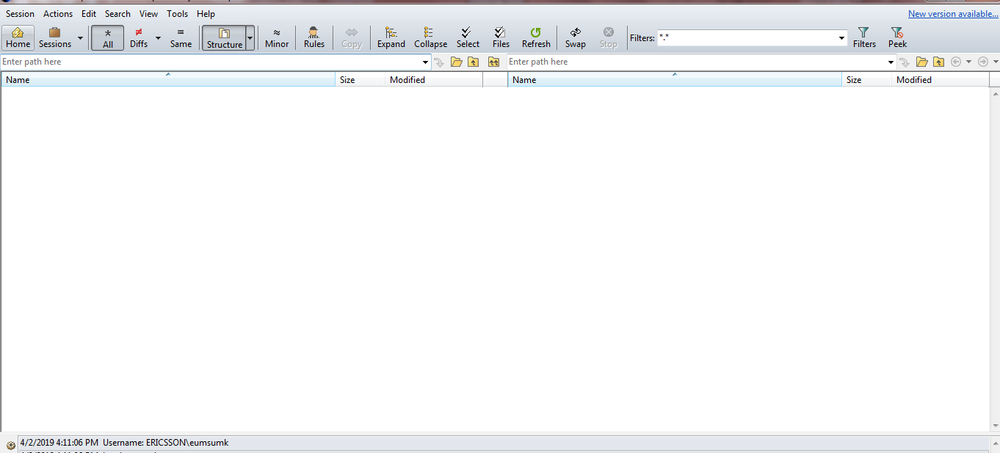 Session Actions Edit Search View Tools Help New version available...
* ≠ = ≈
Home Sessions All Diffs Same Structure Minor Rules Copy Expand Collapse Select Files Refresh Swap Stop Filters: *.* Filters Peek
Enter path here Enter path here
Name Size Modified Name Size Modified
4/2/2019 4:11:06 PM Username: ERICSSON\eumsumk